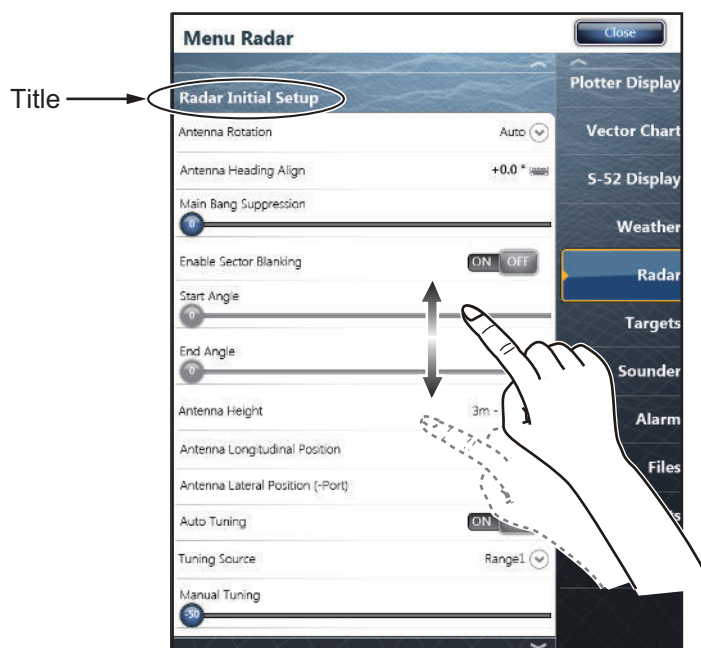 Menu Radar
Close
Title
Radar Initial Setup
Antenna Rotation
Auto
Antenna Heading Align
+0.0 °
Main Bang Suppression
0
Enable Sector Blanking
ON OFF
Start Angle
0
End Angle
0
Antenna Height
3m -
Antenna Longitudinal Position
Antenna Lateral Position (-Port)
Auto Tuning
ON
Tuning Source
Range1
Manual Tuning
-50
Plotter Display
Vector Chart
S-52 Display
Weather
Radar
Targets
Sounder
Alarm
Files